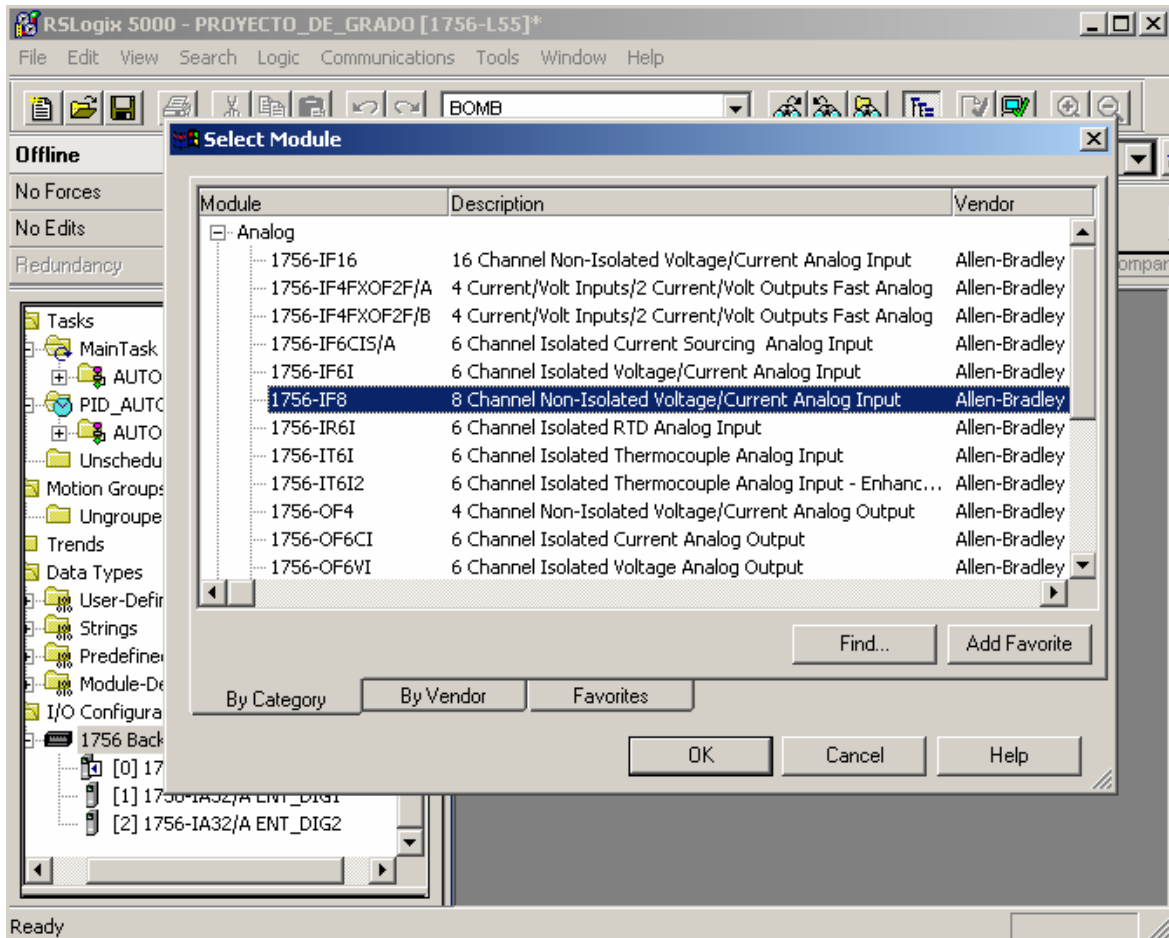 RSLogix 5000 - PROYECTO_DE_GRADO [1756-L55]*
File Edit View Search Logic Communications Tools Window Help
BOMB
Select Module
Offline
No Forces
No Edits
Redundancy
Module Description Vendor
Analog
1756-IF16 16 Channel Non-Isolated Voltage/Current Analog Input Allen-Bradley
1756-IF4FXOF2F/A 4 Current/Volt Inputs/2 Current/Volt Outputs Fast Analog Allen-Bradley
1756-IF4FXOF2F/B 4 Current/Volt Inputs/2 Current/Volt Outputs Fast Analog Allen-Bradley
1756-IF6CIS/A 6 Channel Isolated Current Sourcing Analog Input Allen-Bradley
1756-IF6I 6 Channel Isolated Voltage/Current Analog Input Allen-Bradley
1756-IF8 8 Channel Non-Isolated Voltage/Current Analog Input Allen-Bradley
1756-IR6I 6 Channel Isolated RTD Analog Input Allen-Bradley
1756-IT6I 6 Channel Isolated Thermocouple Analog Input Allen-Bradley
1756-IT6I2 6 Channel Isolated Thermocouple Analog Input - Enhanc... Allen-Bradley
1756-OF4 4 Channel Non-Isolated Voltage/Current Analog Output Allen-Bradley
1756-OF6CI 6 Channel Isolated Current Analog Output Allen-Bradley
1756-OF6VI 6 Channel Isolated Voltage Analog Output Allen-Bradley
Find... Add Favorite
By Category By Vendor Favorites
OK Cancel Help
ompar
Tasks
MainTask
AUTO
PID_AUTO
AUTO
Unschedu
Motion Groups
Ungroupe
Trends
Data Types
User-Defin
Strings
Predefine
Module-De
I/O Configura
1756 Back
[0] 17
[1] 1756-IA32/A ENT_DIG1
[2] 1756-IA32/A ENT_DIG2
Ready